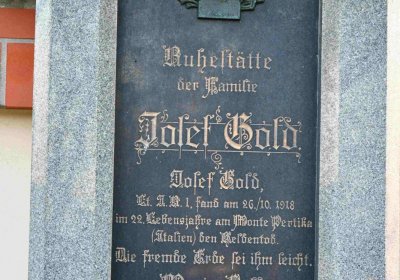 Ruhestätte
der Familie
Josef Gold.
Josef Gold,
Lt. J. R. 1, fand am 26./10. 1918
im 22. Lebensjahre am Monte Pertika
(Italien) den Heldentod.
Die fremde Erde sei ihm leicht.